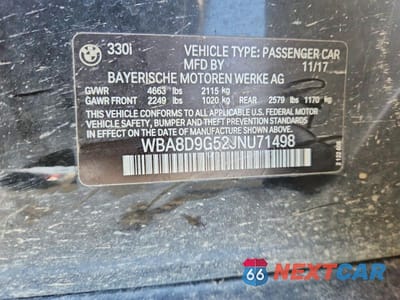 BMW 330i VEHICLE TYPE: PASSENGER CAR
MFD BY 11/17
BAYERISCHE MOTOREN WERKE AG
GVWR 4663 lbs 2115 kg
GAWR FRONT 2249 lbs 1020 kg REAR 2579 lbs 1170 kg
THIS VEHICLE CONFORMS TO ALL APPLICABLE U.S. FEDERAL MOTOR
VEHICLE SAFETY, BUMPER AND THEFT PREVENTION STANDARDS
IN EFFECT ON THE DATE OF MANUFACTURE SHOWN ABOVE.
WBA8D9G52JNU71498
66 NEXTCAR